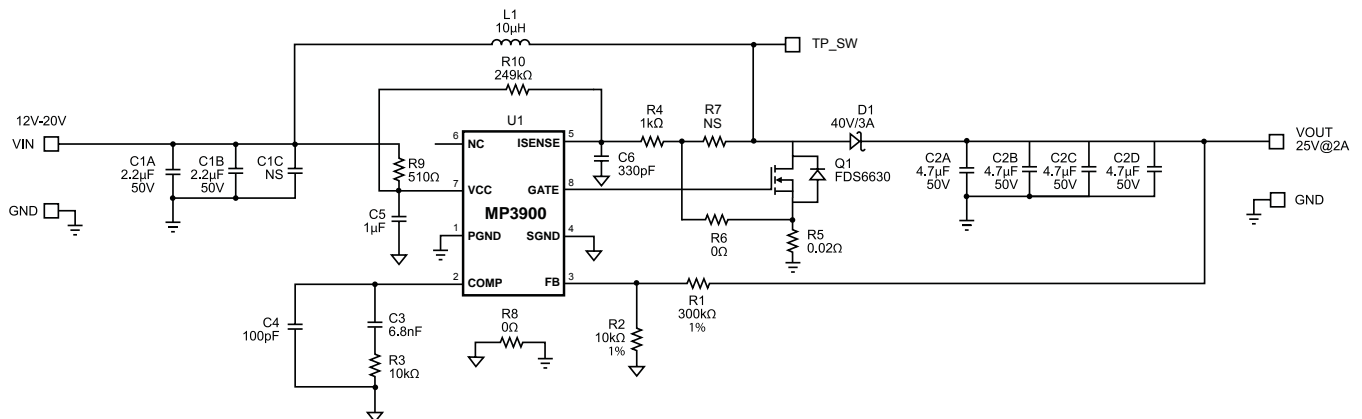 L1
10µH
TP_SW
R10
249kΩ
12V-20V
VIN
GND
C1A
2.2µF
50V
C1B
2.2µF
50V
C1C
NS
R9
510Ω
C5
1µF
U1
6
NC
ISENSE
5
7
VCC
GATE
8
MP3900
1
PGND
SGND
4
2
COMP
FB
3
C6
330pF
R4
1kΩ
R7
NS
D1
40V/3A
Q1
FDS6630
R6
0Ω
R5
0.02Ω
C2A
4.7µF
50V
C2B
4.7µF
50V
C2C
4.7µF
50V
C2D
4.7µF
50V
VOUT
25V@2A
GND
C4
100pF
C3
6.8nF
R3
10kΩ
R8
0Ω
R2
10kΩ
1%
R1
300kΩ
1%